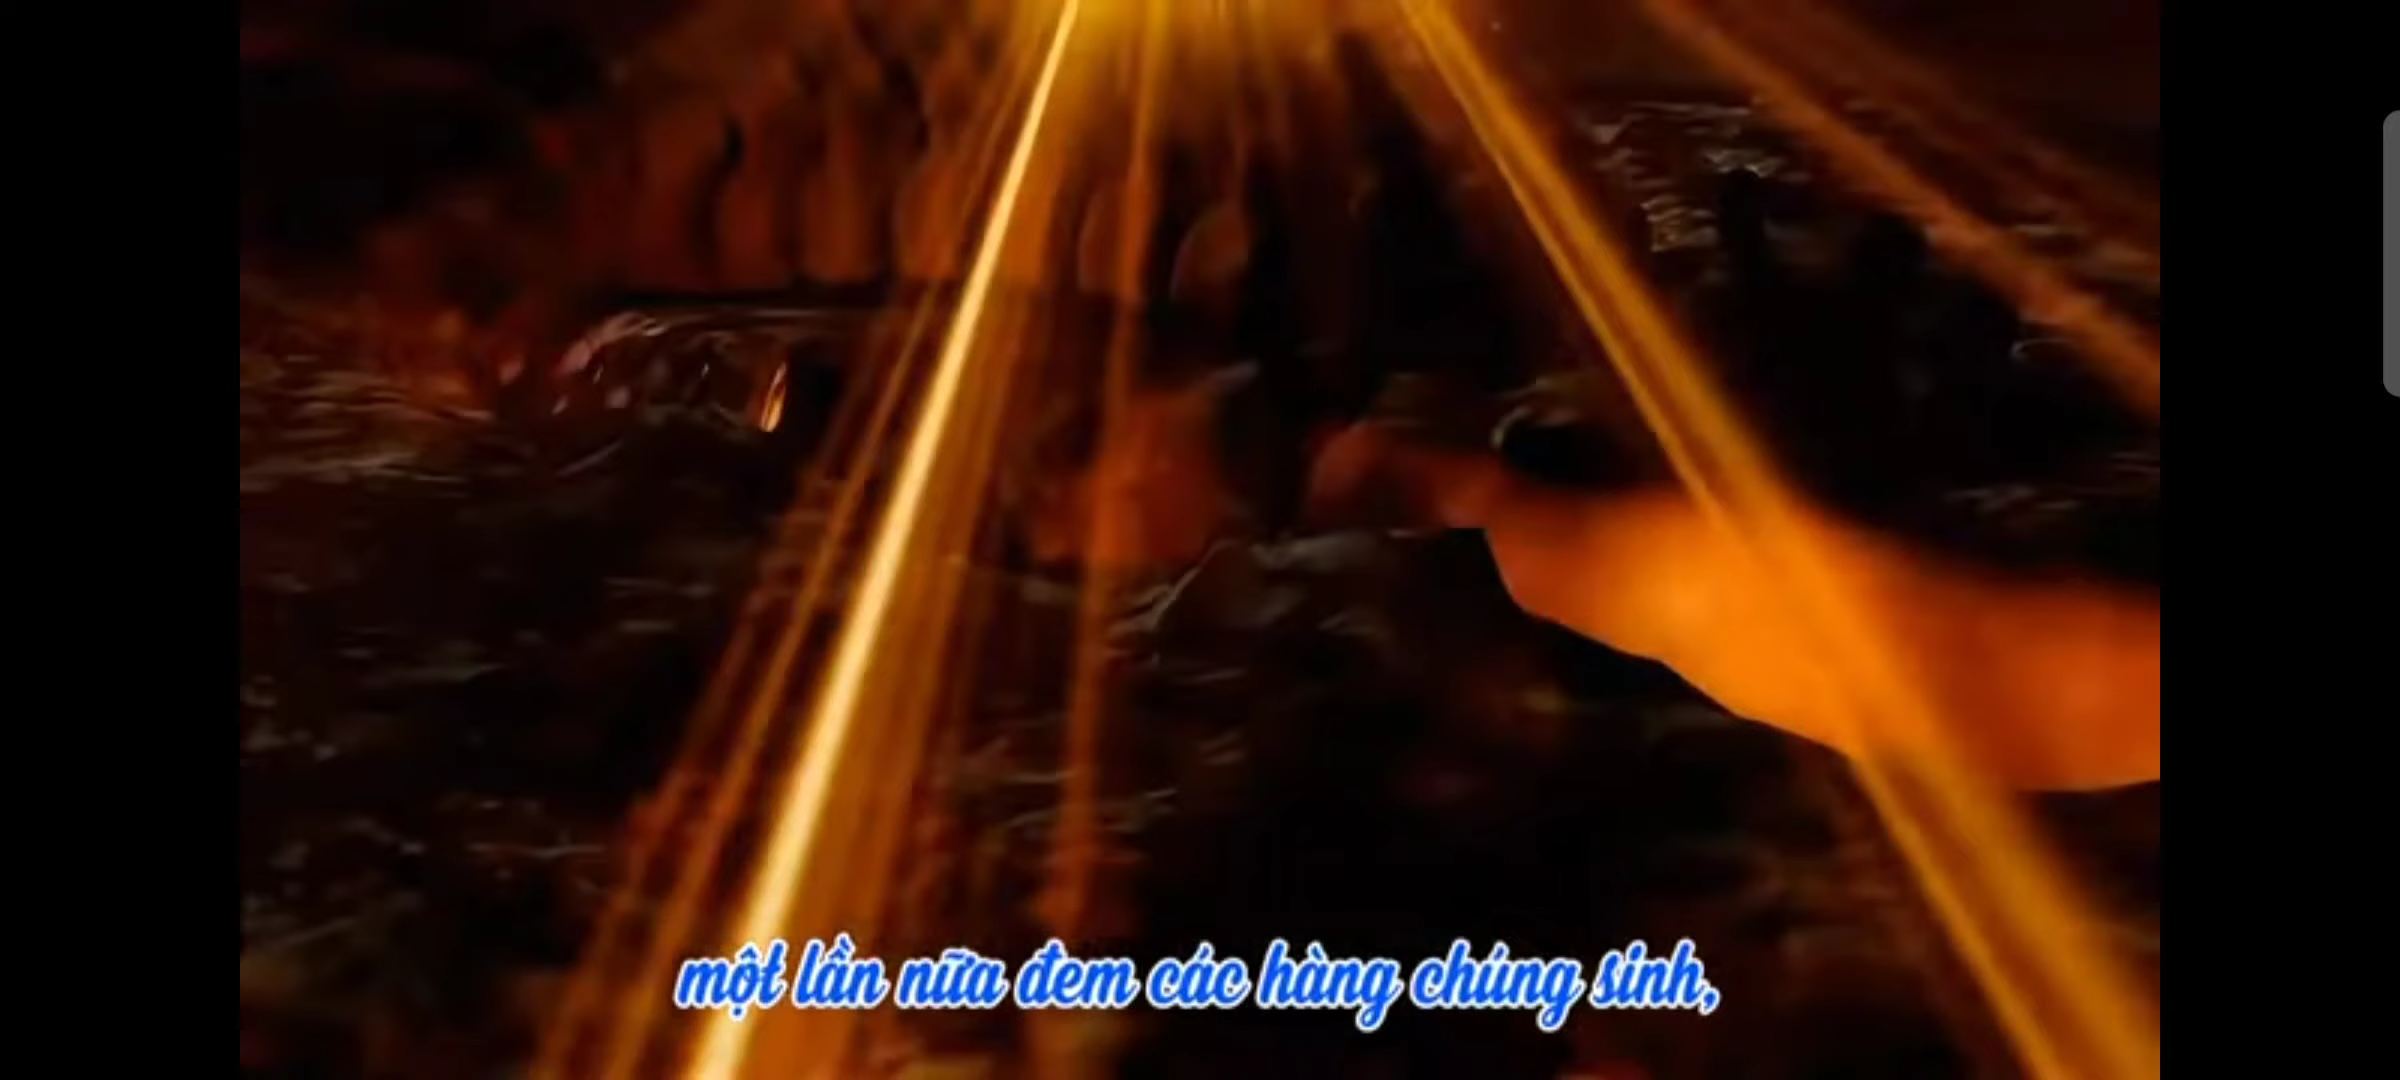 một lần nữa đem các hàng chúng sinh,